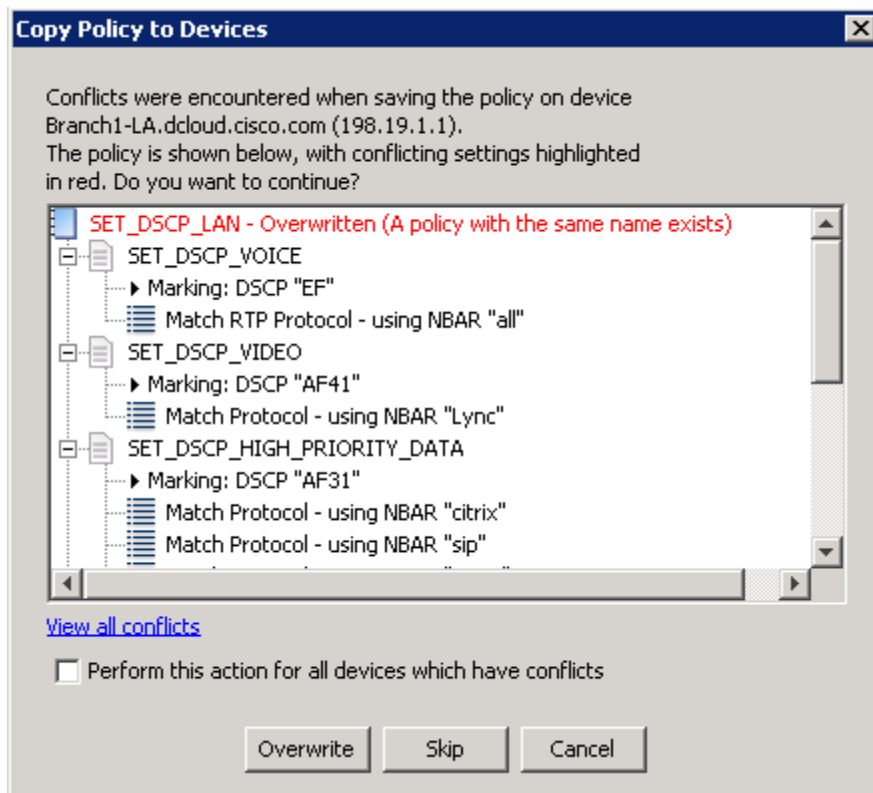 Copy Policy to Devices
Conflicts were encountered when saving the policy on device
Branch1-LA.dcloud.cisco.com (198.19.1.1).
The policy is shown below, with conflicting settings highlighted
in red. Do you want to continue?
SET_DSCP_LAN - Overwritten (A policy with the same name exists)
SET_DSCP_VOICE
Marking: DSCP "EF"
Match RTP Protocol - using NBAR "all"
SET_DSCP_VIDEO
Marking: DSCP "AF41"
Match Protocol - using NBAR "Lync"
SET_DSCP_HIGH_PRIORITY_DATA
Marking: DSCP "AF31"
Match Protocol - using NBAR "citrix"
Match Protocol - using NBAR "sip"
View all conflicts
Perform this action for all devices which have conflicts
Overwrite
Skip
Cancel